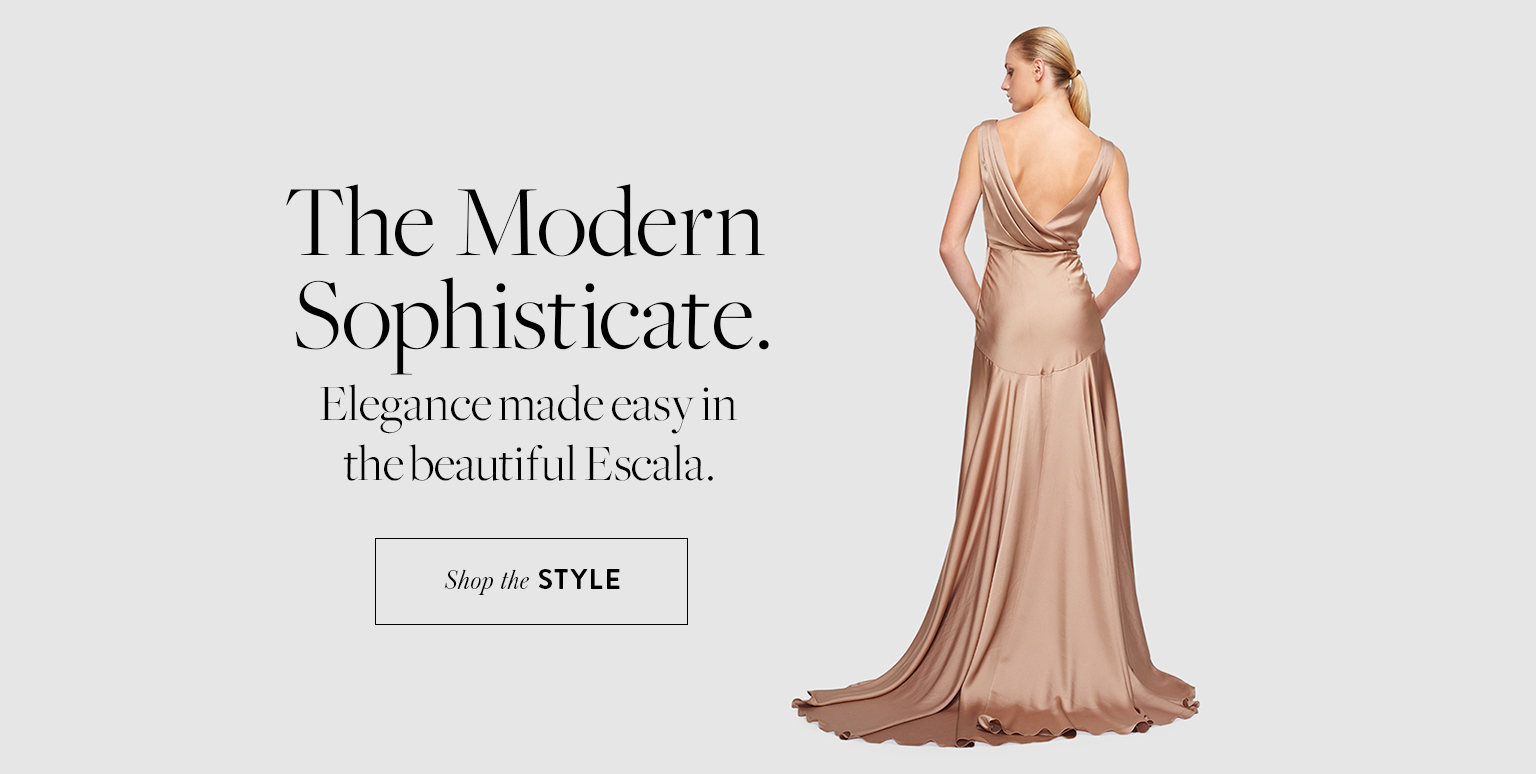 The Modern
Sophisticate.
Elegance made easy in
the beautiful Escala.
Shop the STYLE